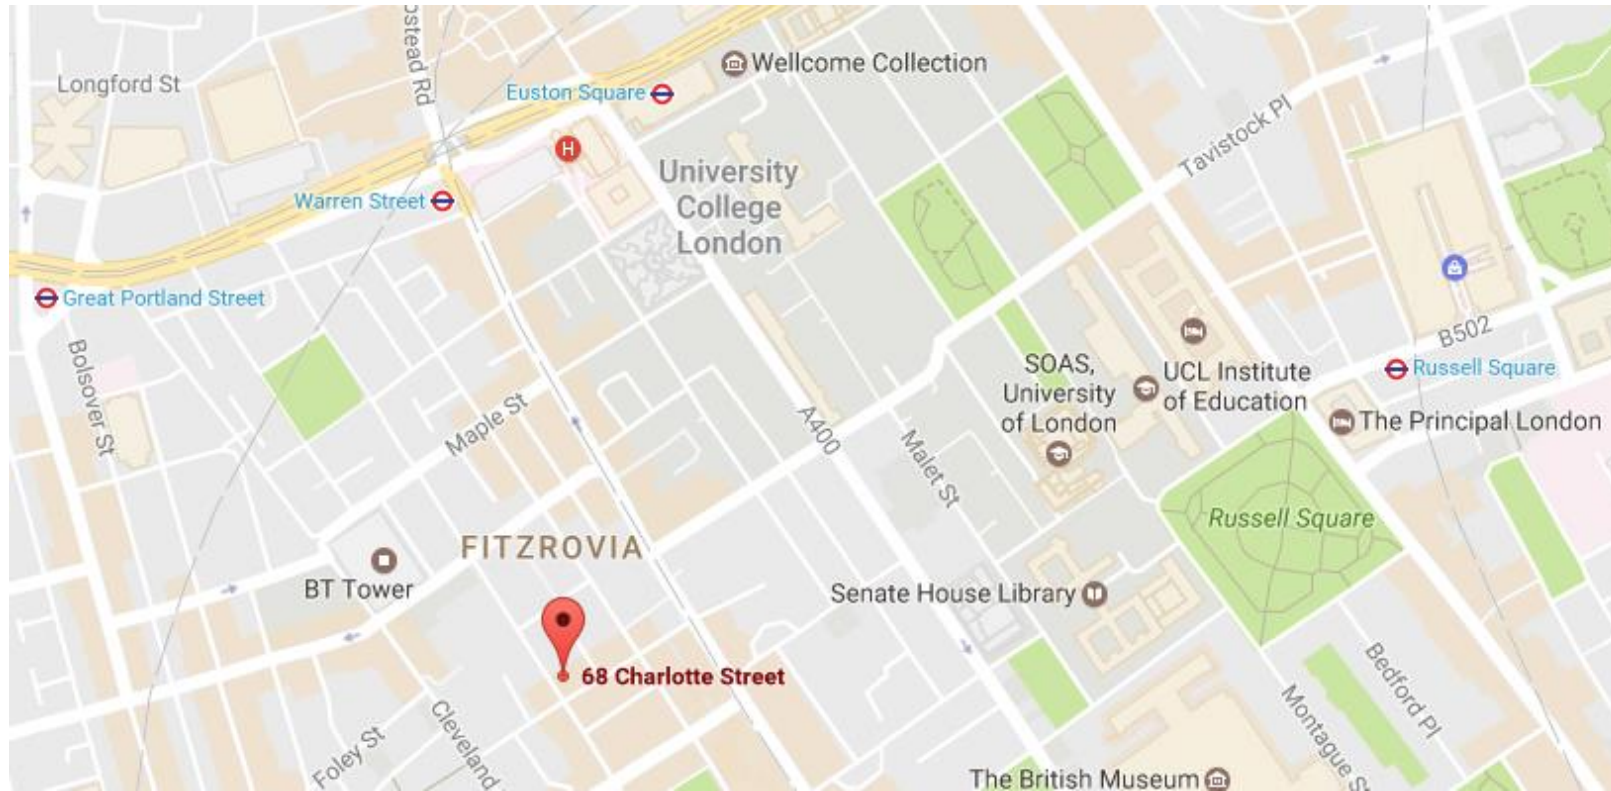 ostead Rd
Wellcome Collection
Longford St
Euston Square
Tavistock Pl
H
University
College
London
Warren Street
Great Portland Street
B502
Bolsover St
SOAS,
University
of London
UCL Institute
of Education
Russell Square
Maple St
A400
Malet St
The Principal London
Russell Square
FITZROVIA
BT Tower
Senate House Library
68 Charlotte Street
Bedford Pl
Foley St
Cleveland
Montague St
The British Museum